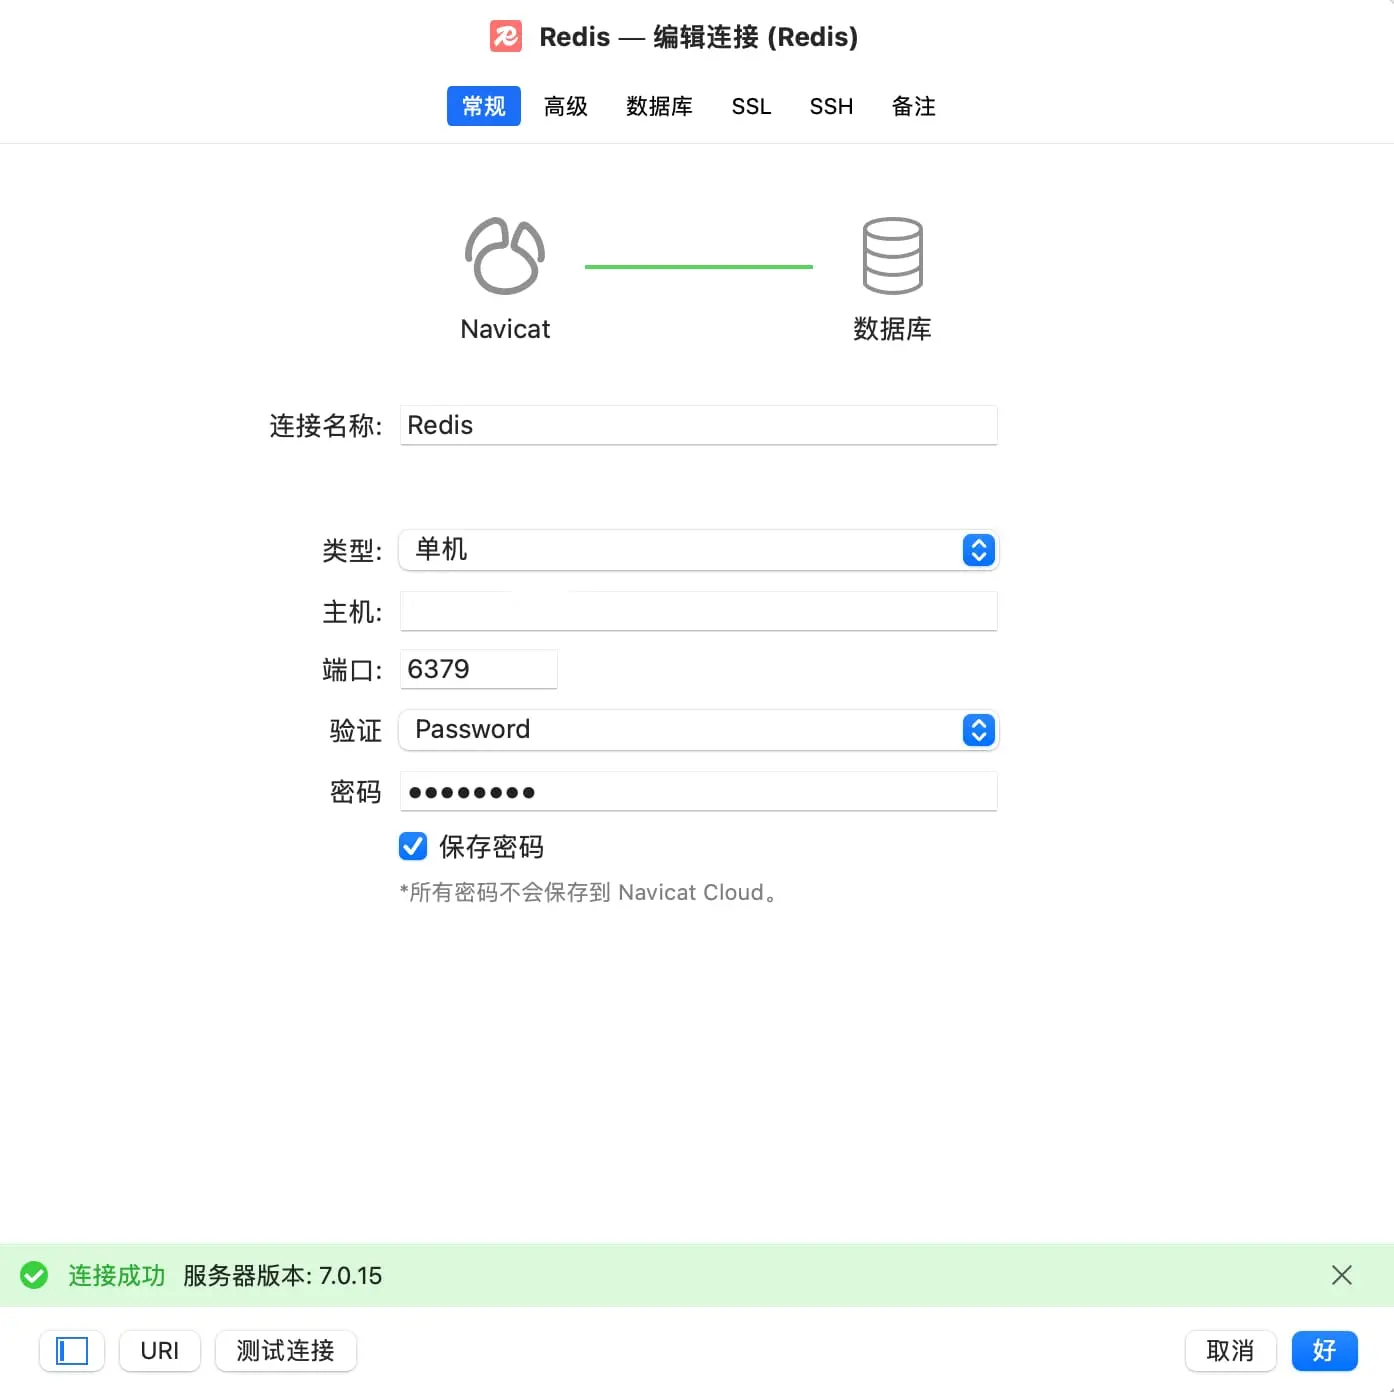 Redis — 编辑连接 (Redis)
常规 高级 数据库 SSL SSH 备注
Navicat 数据库
连接名称: Redis
类型: 单机
主机:
端口: 6379
验证 Password
密码 ●●●●●●●●
保存密码
*所有密码不会保存到 Navicat Cloud。
连接成功 服务器版本: 7.0.15
URI 测试连接 取消 好